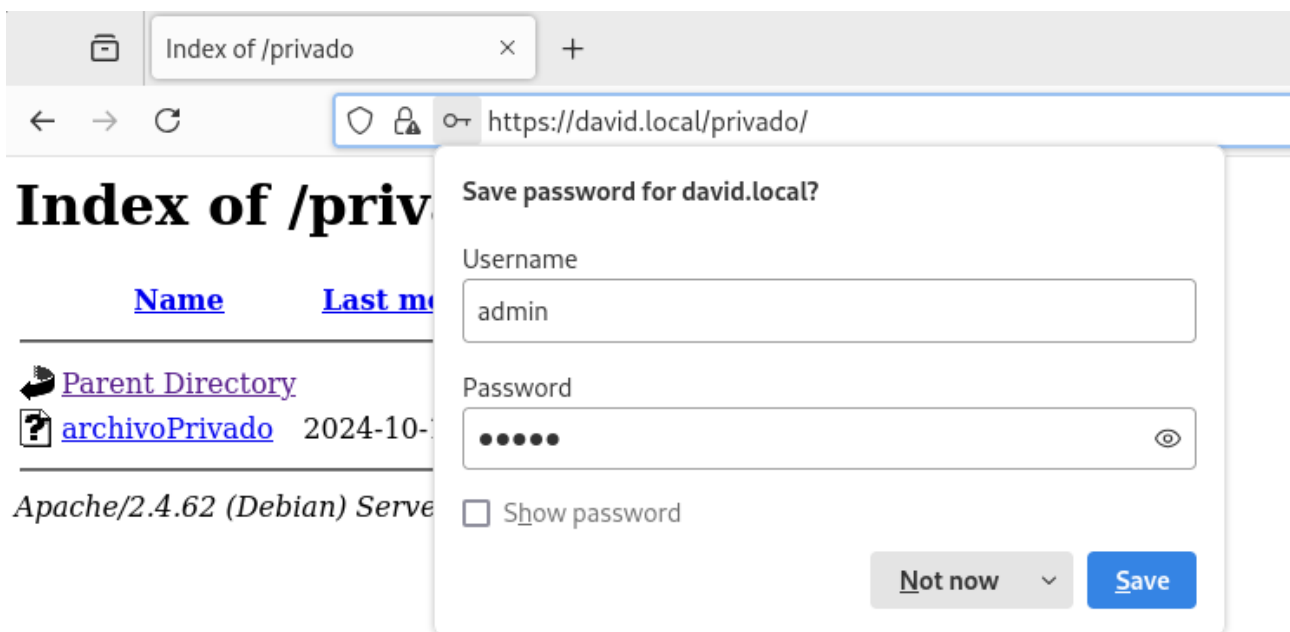 Index of /privado
https://david.local/privado/
Index of /priv
Name Last
Parent Directory
archivoPrivado 2024-10-
Apache/2.4.62 (Debian)
Save password for david.local?
Username
admin
Password
●●●●●
Show password
Not now Save